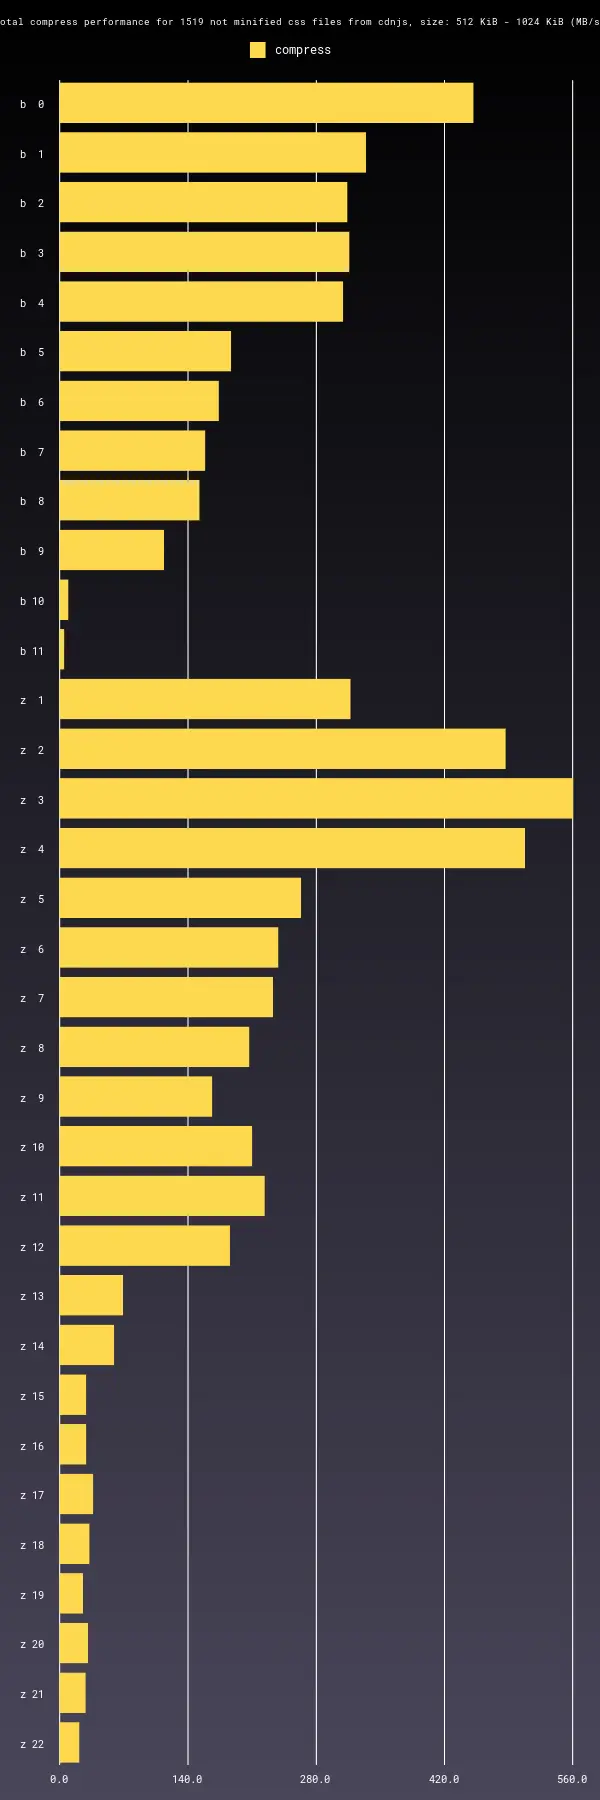 otal compress performance for 1519 not minified css files from cdnjs, size: 512 KiB - 1024 KiB (MB/s
compress
b 0
b 1
b 2
b 3
b 4
b 5
b 6
b 7
b 8
b 9
b 10
b 11
z 1
z 2
z 3
z 4
z 5
z 6
z 7
z 8
z 9
z 10
z 11
z 12
z 13
z 14
z 15
z 16
z 17
z 18
z 19
z 20
z 21
z 22
0.0 140.0 280.0 420.0 560.0